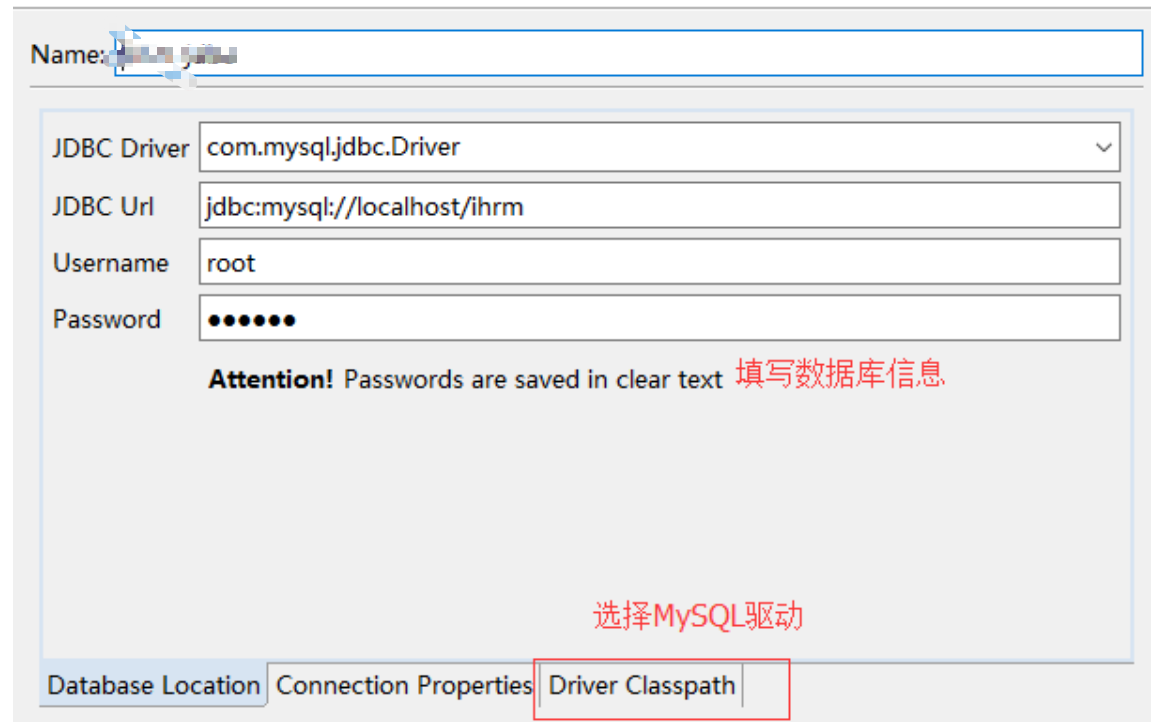 Name:
JDBC Driver com.mysql.jdbc.Driver
JDBC Url jdbc:mysql://localhost/ihrm
Username root
Password ●●●●●●
Attention! Passwords are saved in clear text 填写数据库信息
选择MySQL驱动
Database Location Connection Properties Driver Classpath